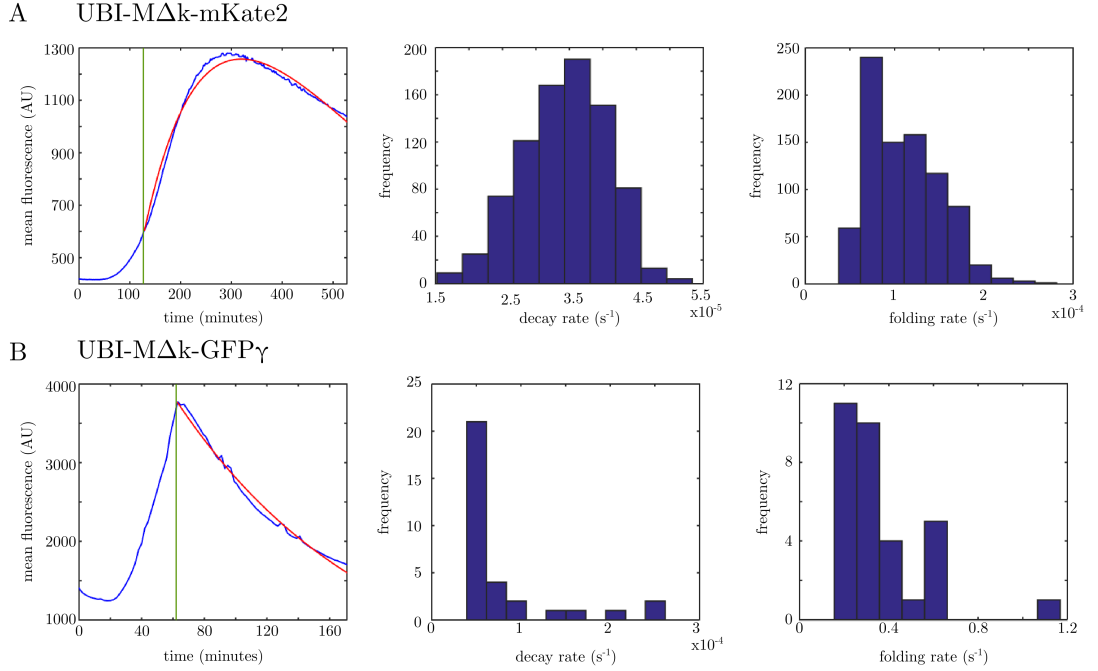 A UBI-MΔk-mKate2
1300
1100
900
700
500
mean fluorescence (AU)
0 100 200 300 400 500
time (minutes)
200
160
120
80
40
0
frequency
1.5 2.5 3.5 4.5 5.5
x10-5
decay rate (s-1)
250
200
150
100
50
0
frequency
0 1 2 3
x10-4
folding rate (s-1)
B UBI-MΔk-GFPγ
4000
3000
2000
1000
mean fluorescence (AU)
0 40 80 120 160
time (minutes)
25
20
15
10
5
0
frequency
0 1 2 3
x10-4
decay rate (s-1)
12
8
4
0
frequency
0 0.4 0.8 1.2
folding rate (s-1)